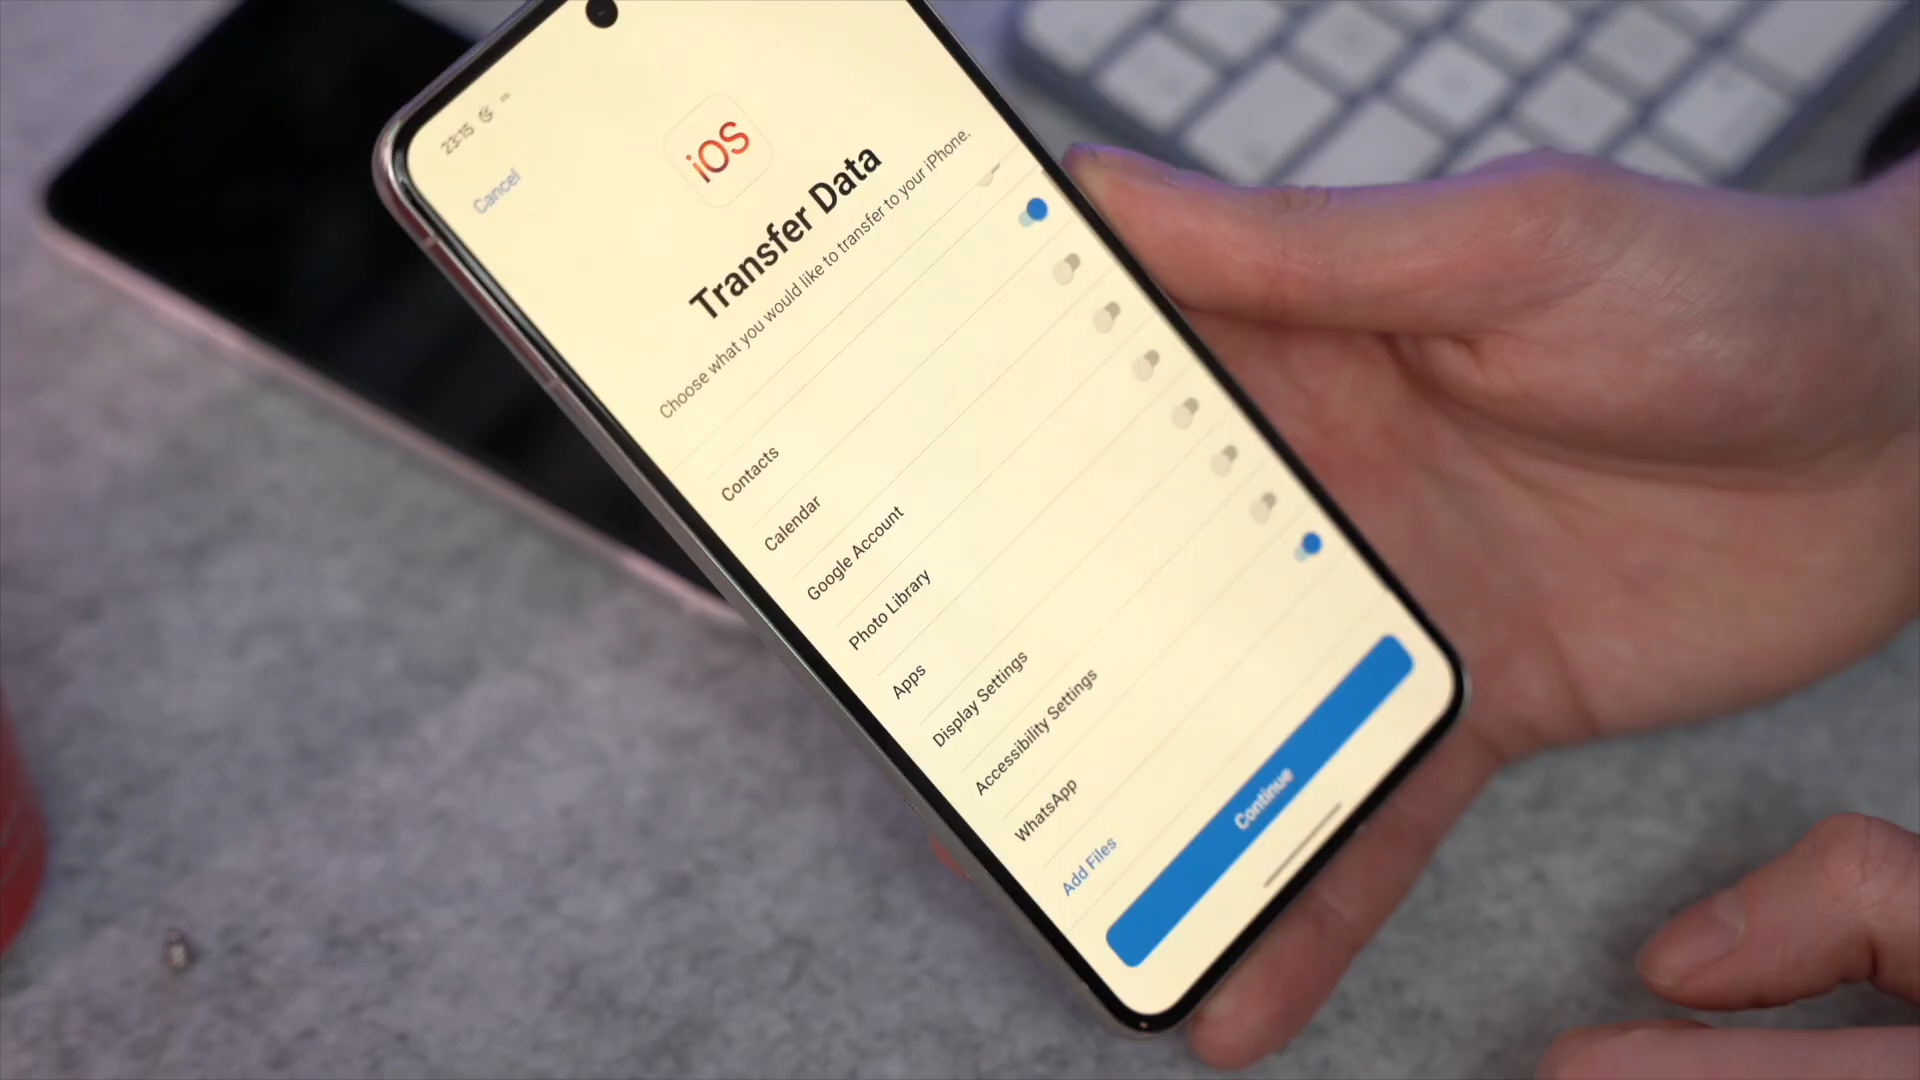 23:15
Cancel
iOS
Transfer Data
Choose what you would like to transfer to your iPhone.
Contacts
Calendar
Google Account
Photo Library
Apps
Display Settings
Accessibility Settings
WhatsApp
Add Files
Continue